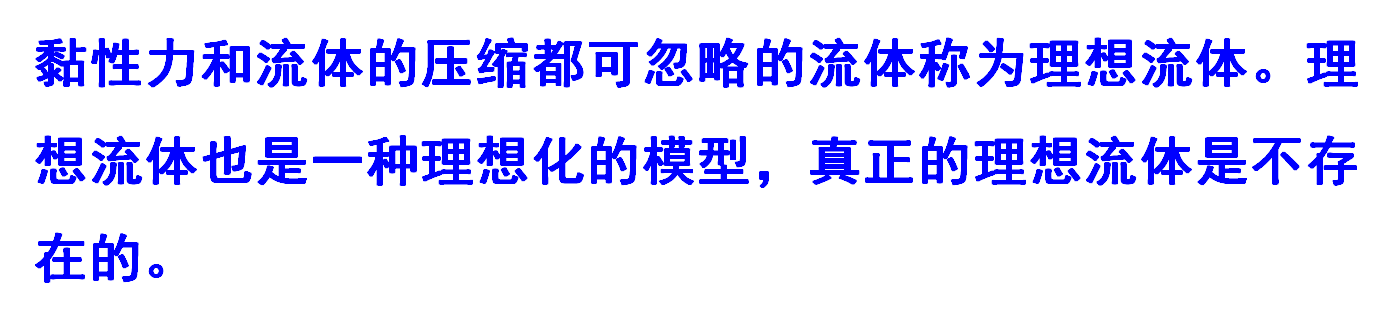 黏性力和流体的压缩都可忽略的流体称为理想流体。理
想流体也是一种理想化的模型，真正的理想流体是不存
在的。